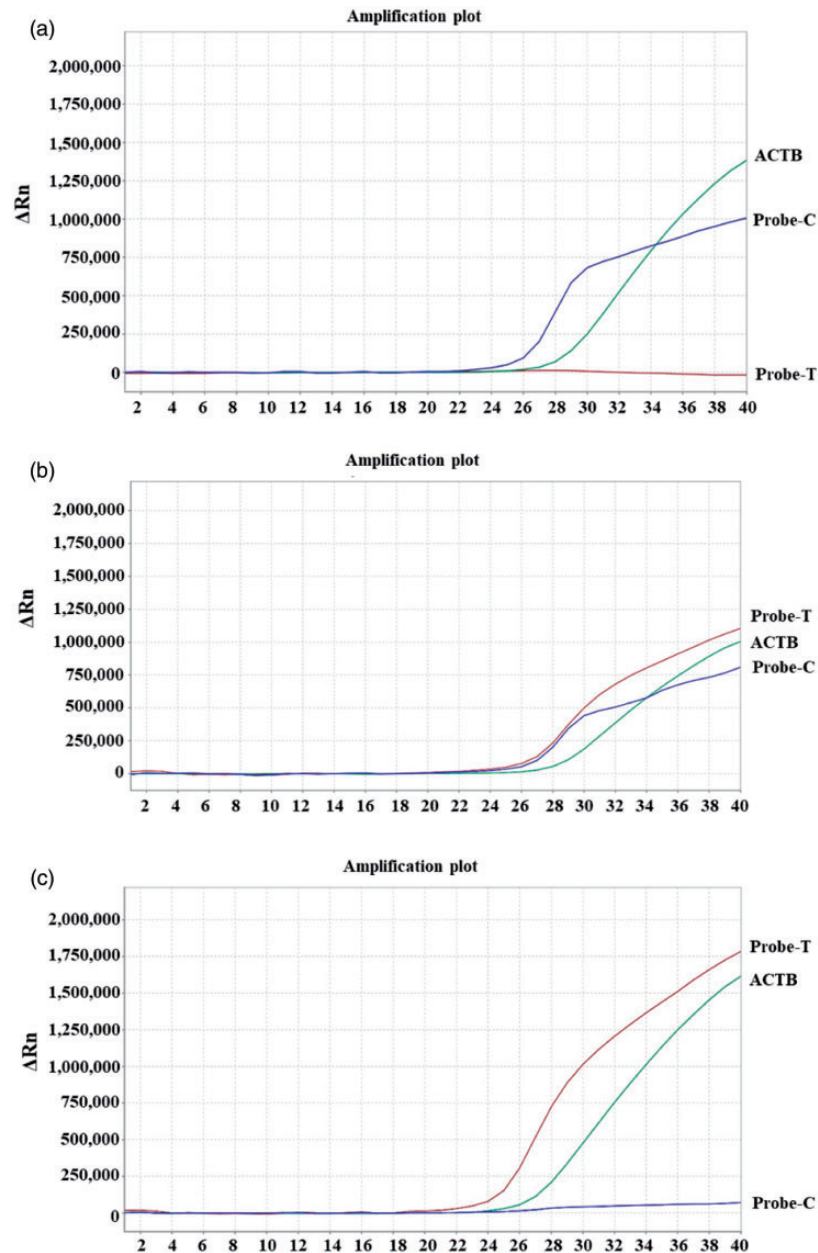 (a)
Amplification plot
2,000,000
1,750,000
1,500,000
1,250,000
1,000,000
750,000
500,000
250,000
0
ΔRn
ACTB
Probe-C
Probe-T
2 4 6 8 10 12 14 16 18 20 22 24 26 28 30 32 34 36 38 40
(b)
Amplification plot
2,000,000
1,750,000
1,500,000
1,250,000
1,000,000
750,000
500,000
250,000
0
ΔRn
Probe-T
ACTB
Probe-C
2 4 6 8 10 12 14 16 18 20 22 24 26 28 30 32 34 36 38 40
(c)
Amplification plot
2,000,000
1,750,000
1,500,000
1,250,000
1,000,000
750,000
500,000
250,000
0
ΔRn
Probe-T
ACTB
Probe-C
2 4 6 8 10 12 14 16 18 20 22 24 26 28 30 32 34 36 38 40